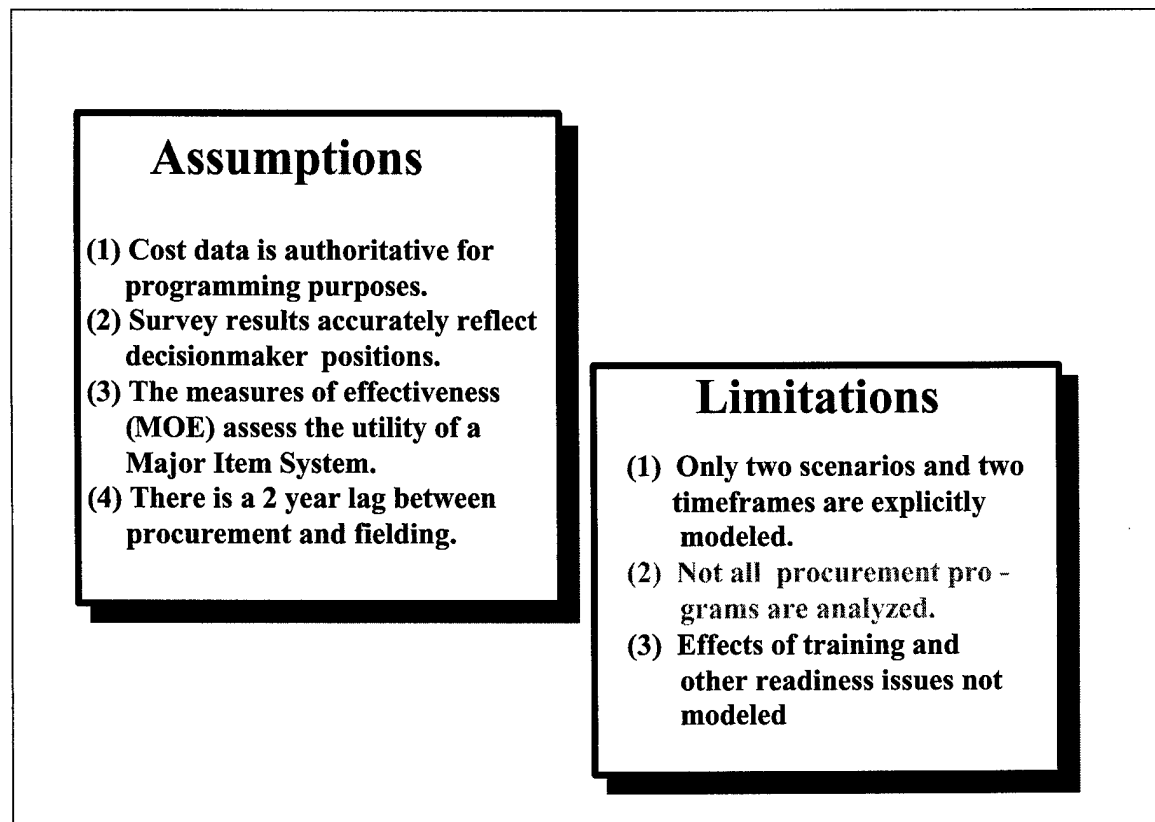 Assumptions
(1) Cost data is authoritative for
programming purposes.
(2) Survey results accurately reflect
decisionmaker positions.
(3) The measures of effectiveness
(MOE) assess the utility of a
Major Item System.
(4) There is a 2 year lag between
procurement and fielding.
Limitations
(1) Only two scenarios and two
timeframes are explicitly
modeled.
(2) Not all procurement pro -
grams are analyzed.
(3) Effects of training and
other readiness issues not
modeled